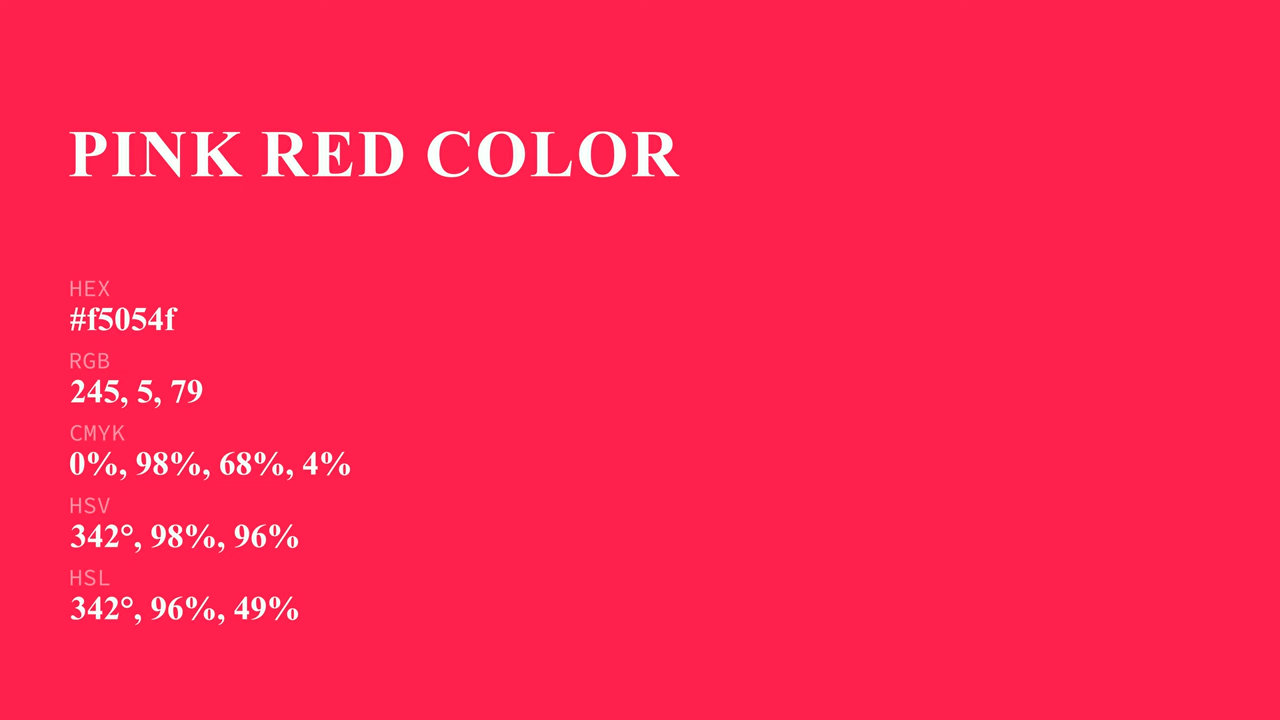 PINK RED COLOR
HEX
#f5054f
RGB
245, 5, 79
CMYK
0%, 98%, 68%, 4%
HSV
342°, 98%, 96%
HSL
342°, 96%, 49%